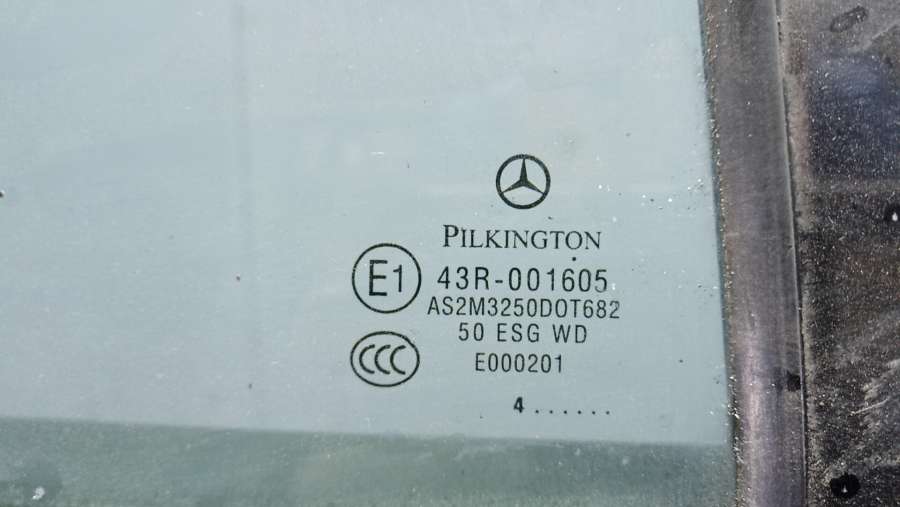 PILKINGTON
E1 43R-001605
AS2M3250DOT682
50 ESG WD
CCC E000201
4......